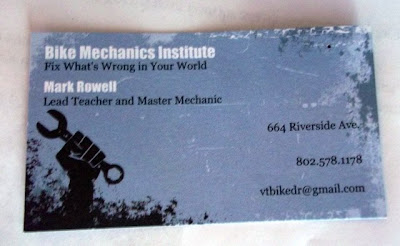 Bike Mechanics Institute
Fix What's Wrong in Your World
Mark Rowell
Lead Teacher and Master Mechanic
664 Riverside Ave.
802.578.1178
vtbikedr@gmail.com